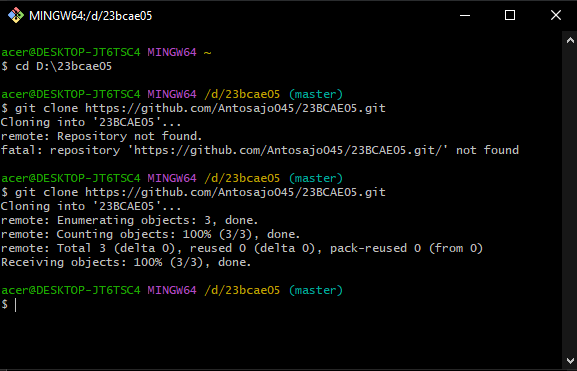 MINGW64:/d/23bcae05
acer@DESKTOP-JT6TSC4 MINGW64 ~
$ cd D:\23bcae05
acer@DESKTOP-JT6TSC4 MINGW64 /d/23bcae05 (master)
$ git clone https://github.com/Antosajo045/23BCAE05.git
Cloning into '23BCAE05'...
remote: Repository not found.
fatal: repository 'https://github.com/Antosajo045/23BCAE05.git/' not found
acer@DESKTOP-JT6TSC4 MINGW64 /d/23bcae05 (master)
$ git clone https://github.com/Antosajo045/23BCAE05.git
Cloning into '23BCAE05'...
remote: Enumerating objects: 3, done.
remote: Counting objects: 100% (3/3), done.
remote: Total 3 (delta 0), reused 0 (delta 0), pack-reused 0 (from 0)
Receiving objects: 100% (3/3), done.
acer@DESKTOP-JT6TSC4 MINGW64 /d/23bcae05 (master)
$